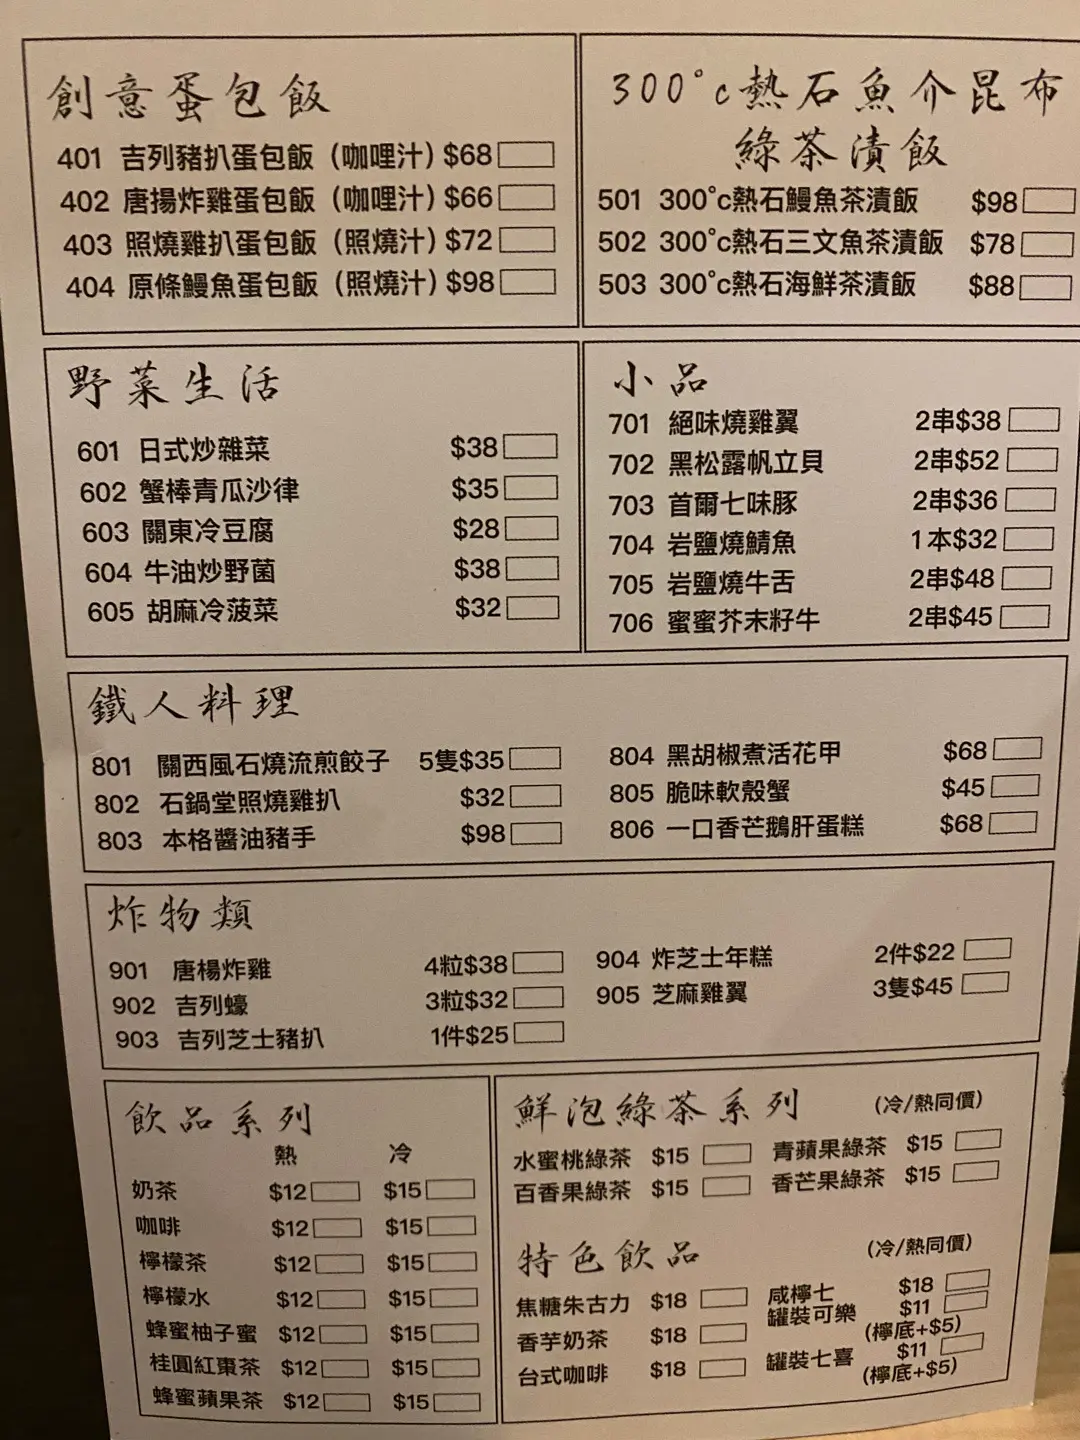 創意蛋包飯
401 吉列豬扒蛋包飯（咖哩汁）$68
402 唐揚炸雞蛋包飯（咖哩汁）$66
403 照燒雞扒蛋包飯（照燒汁）$72
404 原條鰻魚蛋包飯（照燒汁）$98
300°c熱石魚介昆布
綠茶漬飯
501 300°c熱石鰻魚茶漬飯 $98
502 300°c熱石三文魚茶漬飯 $78
503 300°c熱石海鮮茶漬飯 $88
野菜生活
601 日式炒雜菜 $38
602 蟹棒青瓜沙律 $35
603 關東冷豆腐 $28
604 牛油炒野菌 $38
605 胡麻冷菠菜 $32
小品
701 絕味燒雞翼 2串$38
702 黑松露帆立貝 2串$52
703 首爾七味豚 2串$36
704 岩鹽燒鯖魚 1本$32
705 岩鹽燒牛舌 2串$48
706 蜜蜜芥末籽牛 2串$45
鐵人料理
801 關西風石燒流煎餃子 5隻$35
802 石鍋堂照燒雞扒 $32
803 本格醬油豬手 $98
804 黑胡椒煮活花甲 $68
805 脆味軟殼蟹 $45
806 一口香芒鵝肝蛋糕 $68
炸物類
901 唐楊炸雞 4粒$38
902 吉列蠔 3粒$32
903 吉列芝士豬扒 1件$25
904 炸芝士年糕 2件$22
905 芝麻雞翼 3隻$45
飲品系列
熱 冷
奶茶 $12 $15
咖啡 $12 $15
檸檬茶 $12 $15
檸檬水 $12 $15
蜂蜜柚子蜜 $12 $15
桂圓紅棗茶 $12 $15
蜂蜜蘋果茶 $12 $15
鮮泡綠茶系列 (冷/熱同價)
水蜜桃綠茶 $15 青蘋果綠茶 $15
百香果綠茶 $15 香芒果綠茶 $15
特色飲品 (冷/熱同價)
焦糖朱古力 $18
香芋奶茶 $18
台式咖啡 $18
咸檸七 $18
罐裝可樂 $11
(檸底+$5)
罐裝七喜 $11
(檸底+$5)